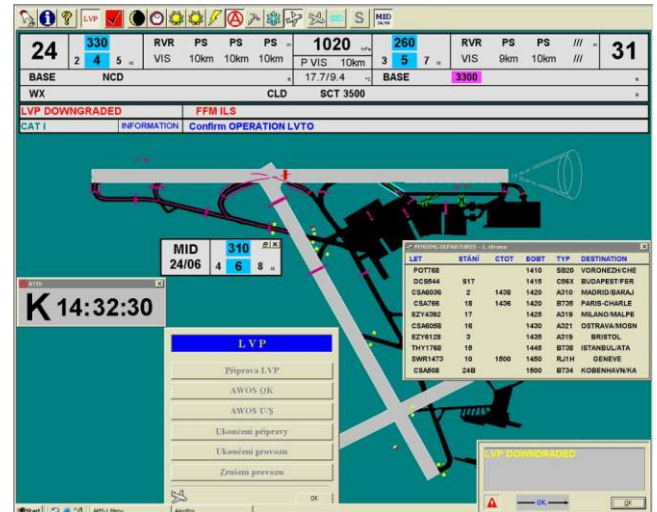 LVP
S
MID
24/06
24
330
2 4 5
RVR PS PS PS
VIS 10km 10km 10km
1020 hPa
P VIS 10km
260
3 5 7
RVR PS PS ///
VIS 9km 10km ///
31
BASE NCD
17.7/9.4 °C
BASE 3300
WX
CLD SCT 3500
LVP DOWNGRADED FFM ILS
CAT I INFORMATION Confirm OPERATION LVTO
MID 310
24/06 4 6 8
ATIS
K 14:32:30
PENDING DEPARTURES - 1. strana
LET STÁNÍ CTOT EOBT TYP DESTINATION
POT768 1410 SB20 VORONEZH/CHE
DCS544 S17 1415 C56X BUDAPEST/FER
CSA6036 2 1438 1420 A310 MADRID/BARAJ
CSA766 18 1436 1420 B735 PARIS-CHARLE
EZY4392 17 1425 A319 MILANO/MALPE
CSA6058 16 1430 A321 OSTRAVA/MOSN
EZY6128 3 1435 A319 BRISTOL
THY1768 15 1445 B738 ISTANBUL/ATA
SWR1473 10 1500 1450 RJ1H GENEVE
CSA508 24B 1500 B734 KOBENHAVN/KA
LVP
Příprava LVP
AWOS OK
AWOS U/S
Ukončení přípravy
Ukončení provozu
Zrušení provozu
OK
LVP DOWNDRADED
OK
OK
Start
AMS-I Menu